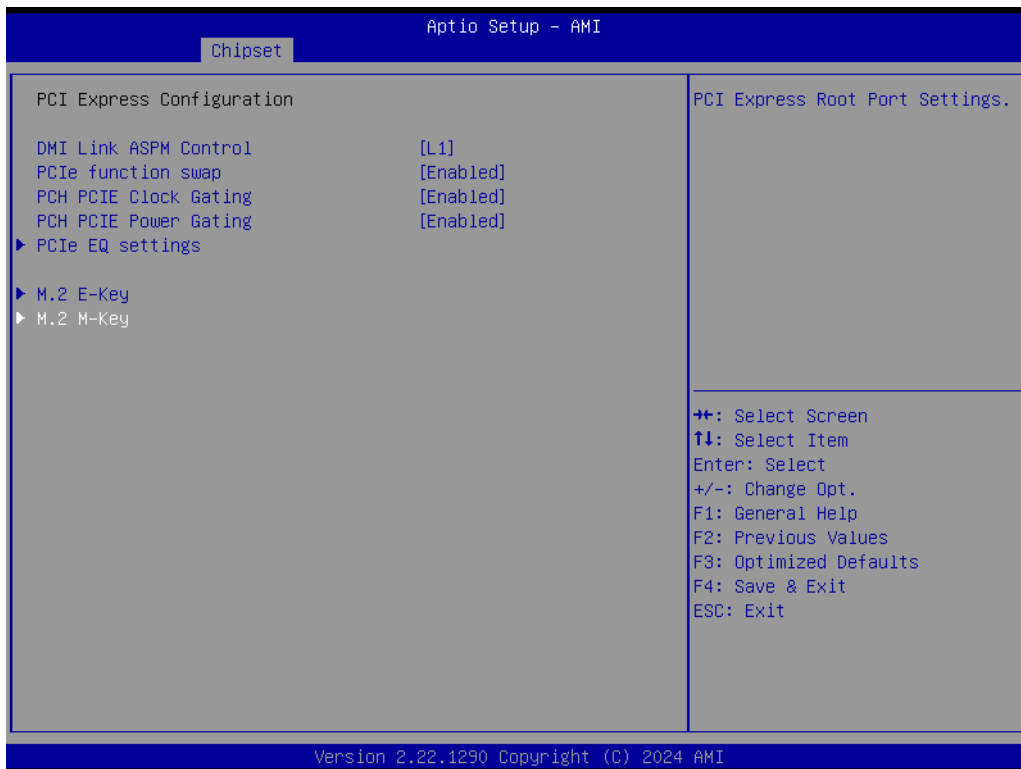 Aptio Setup – AMI
Chipset
PCI Express Configuration
DMI Link ASPM Control [L1]
PCIe function swap [Enabled]
PCH PCIE Clock Gating [Enabled]
PCH PCIE Power Gating [Enabled]
PCIe EQ settings
M.2 E-Key
M.2 M-Key
PCI Express Root Port Settings.
→←: Select Screen
↑↓: Select Item
Enter: Select
+/-: Change Opt.
F1: General Help
F2: Previous Values
F3: Optimized Defaults
F4: Save & Exit
ESC: Exit
Version 2.22.1290 Copyright (C) 2024 AMI